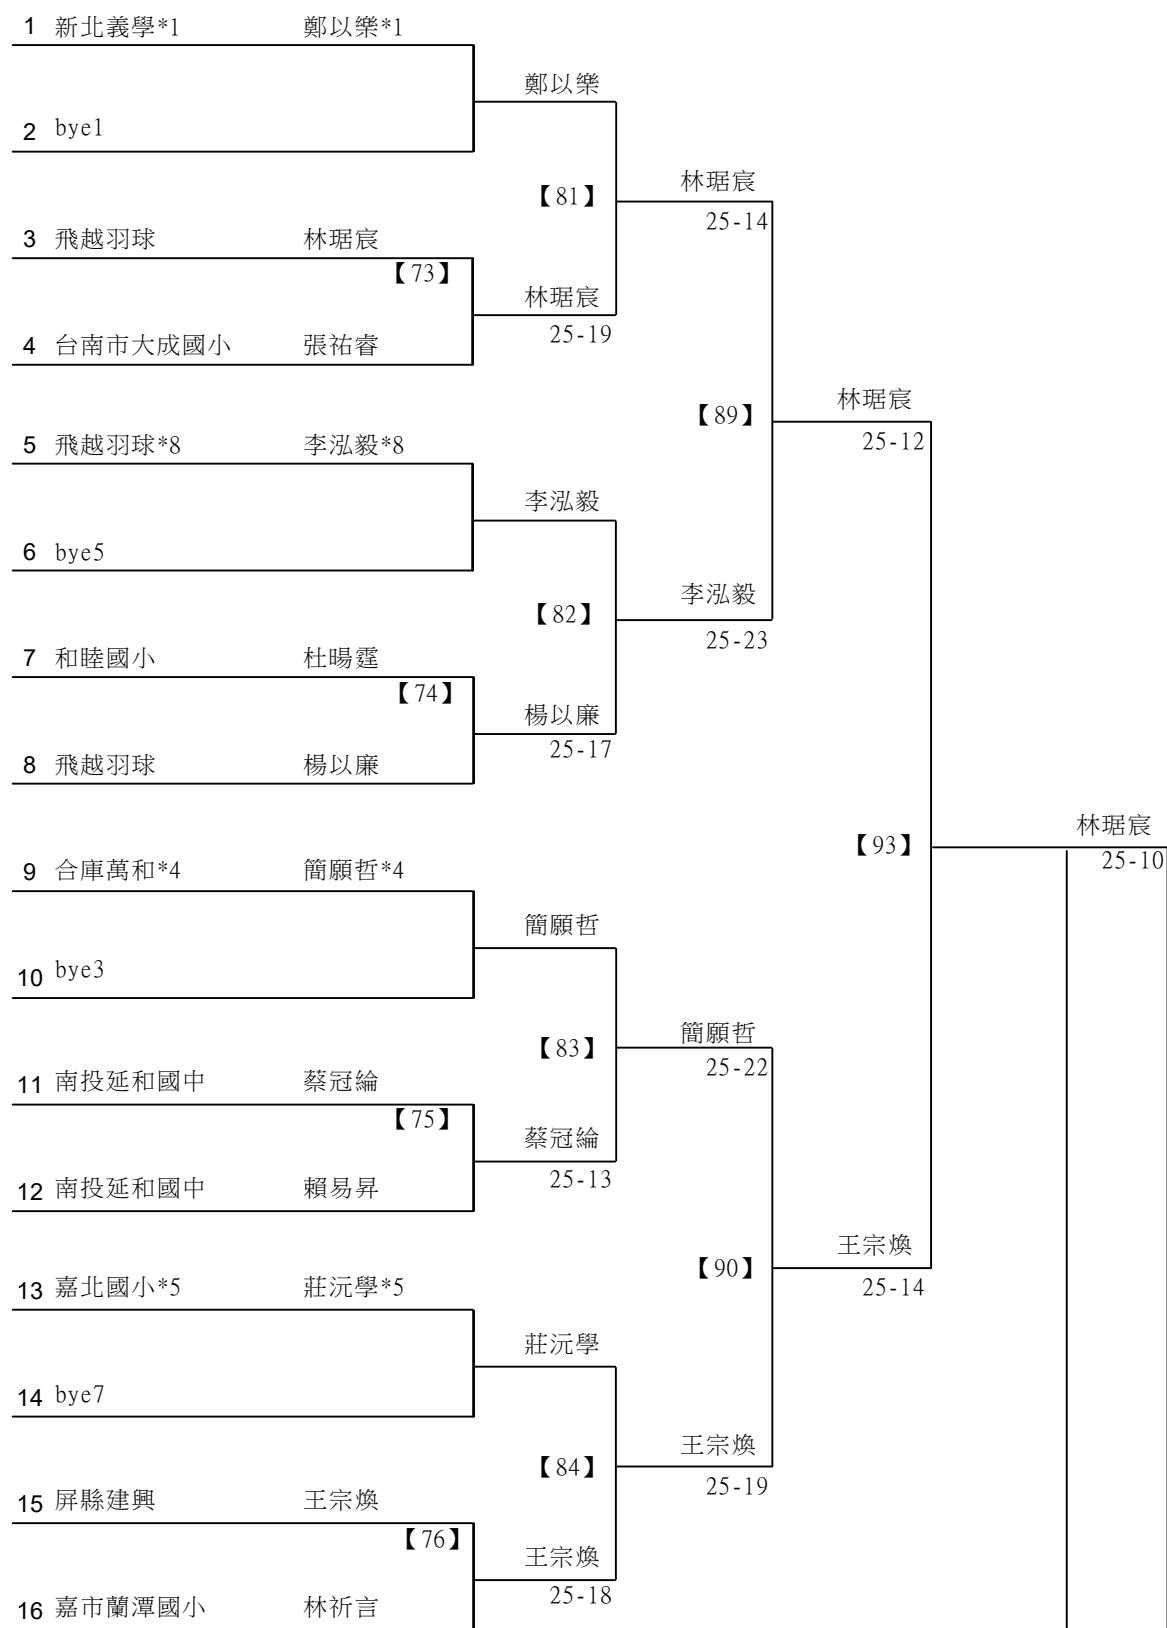 1 新北義學*1 鄭以樂*1
鄭以樂
2 bye1
【81】 林琚宸
25-14
3 飛越羽球 林琚宸
【73】
林琚宸
25-19
4 台南市大成國小 張祐睿
林琚宸
【89】
25-12
5 飛越羽球*8 李泓毅*8
李泓毅
6 bye5
李泓毅
【82】
25-23
7 和睦國小 杜暘霆
【74】
楊以廉
25-17
8 飛越羽球 楊以廉
林琚宸
【93】
25-10
9 合庫萬和*4 簡願哲*4
簡願哲
10 bye3
簡願哲
【83】
25-22
11 南投延和國中 蔡冠綸
【75】
蔡冠綸
25-13
12 南投延和國中 賴易昇
王宗煥
【90】
25-14
13 嘉北國小*5 莊沅學*5
莊沅學
14 bye7
王宗煥
【84】
25-19
15 屏縣建興 王宗煥
【76】
王宗煥
25-18
16 嘉市蘭潭國小 林祈言